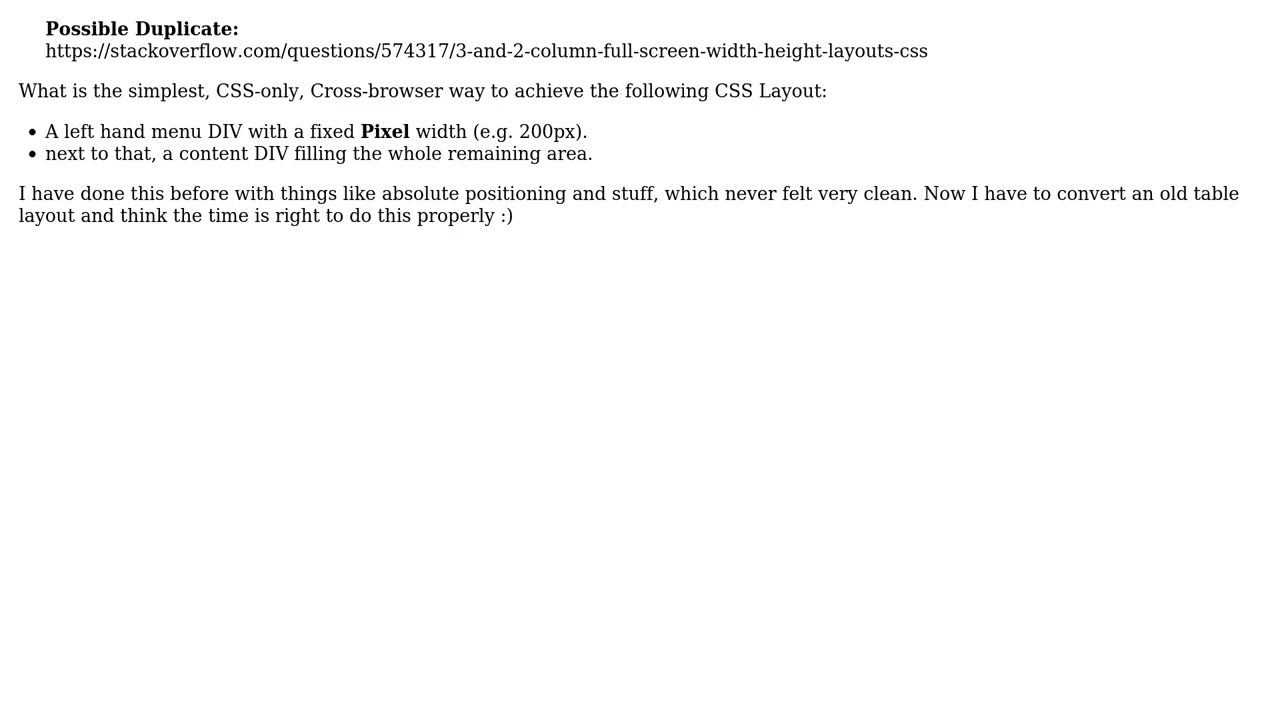 Possible Duplicate:
https://stackoverflow.com/questions/574317/3-and-2-column-full-screen-width-height-layouts-css
What is the simplest, CSS-only, Cross-browser way to achieve the following CSS Layout:
• A left hand menu DIV with a fixed Pixel width (e.g. 200px).
• next to that, a content DIV filling the whole remaining area.
I have done this before with things like absolute positioning and stuff, which never felt very clean. Now I have to convert an old table
layout and think the time is right to do this properly :)